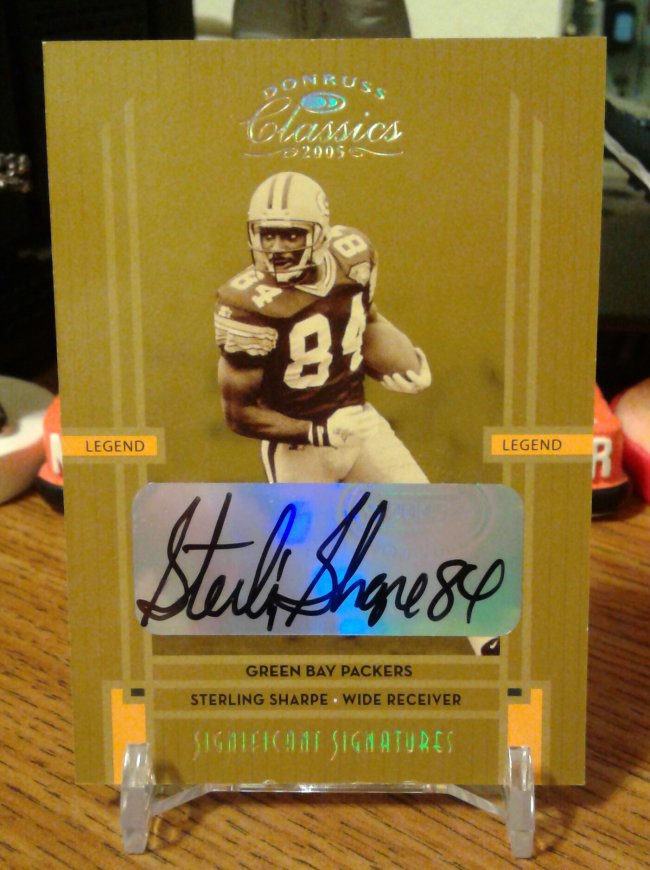 DONRUSS
Classics
2005
84
84
84
LEGEND
LEGEND
Sterling Sharpe 84
GREEN BAY PACKERS
STERLING SHARPE • WIDE RECEIVER
SIGNIFICANT SIGNATURES